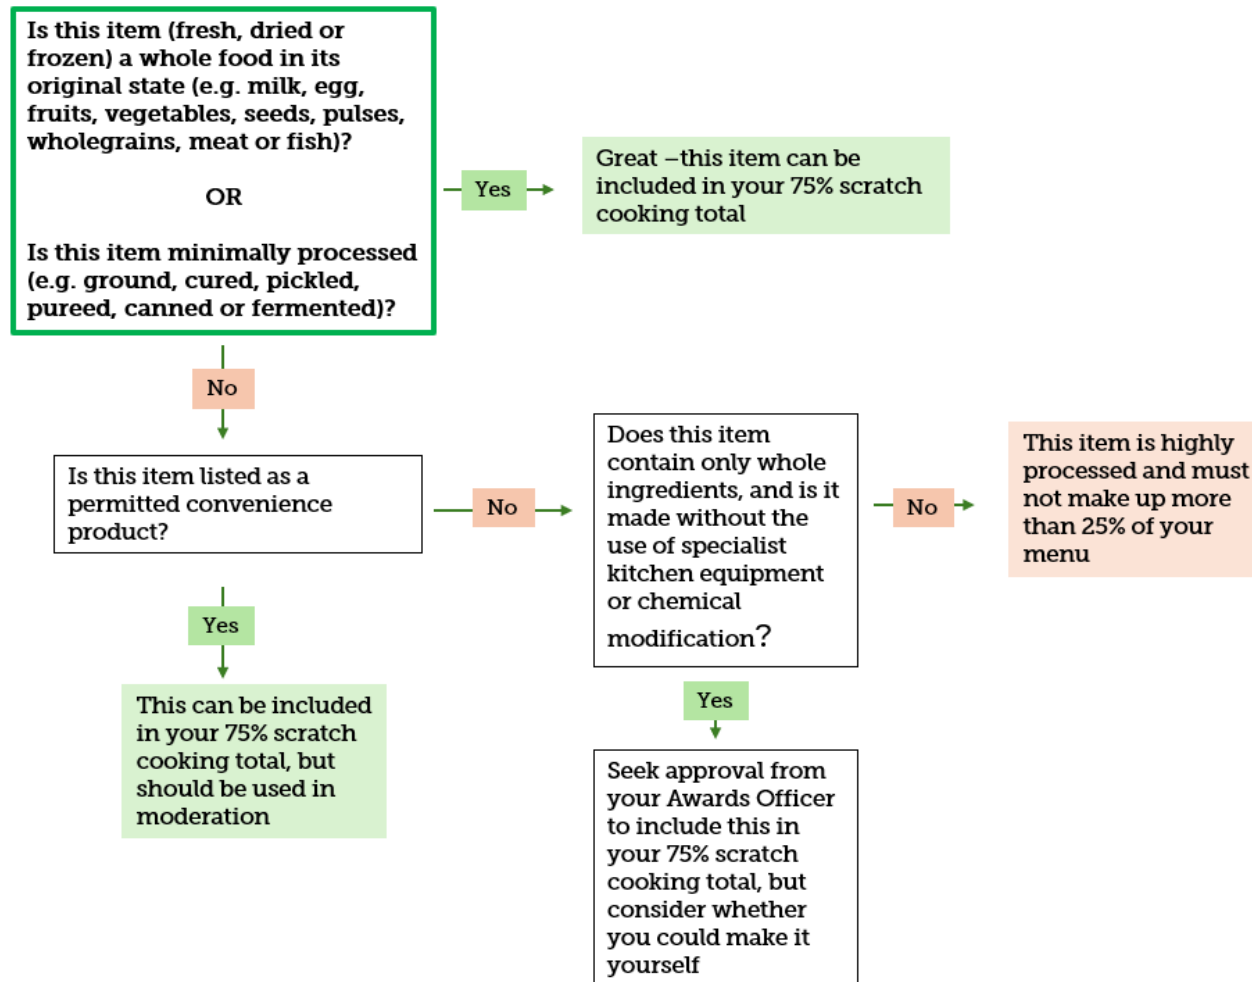 Is this item (fresh, dried or
frozen) a whole food in its
original state (e.g. milk, egg,
fruits, vegetables, seeds, pulses,
wholegrains, meat or fish)?
OR
Is this item minimally processed
(e.g. ground, cured, pickled,
pureed, canned or fermented)?
Yes
Great –this item can be
included in your 75% scratch
cooking total
No
Is this item listed as a
permitted convenience
product?
No
Does this item
contain only whole
ingredients, and is it
made without the
use of specialist
kitchen equipment
or chemical
modification?
No
This item is highly
processed and must
not make up more
than 25% of your
menu
Yes
This can be included
in your 75% scratch
cooking total, but
should be used in
moderation
Yes
Seek approval from
your Awards Officer
to include this in
your 75% scratch
cooking total, but
consider whether
you could make it
yourself